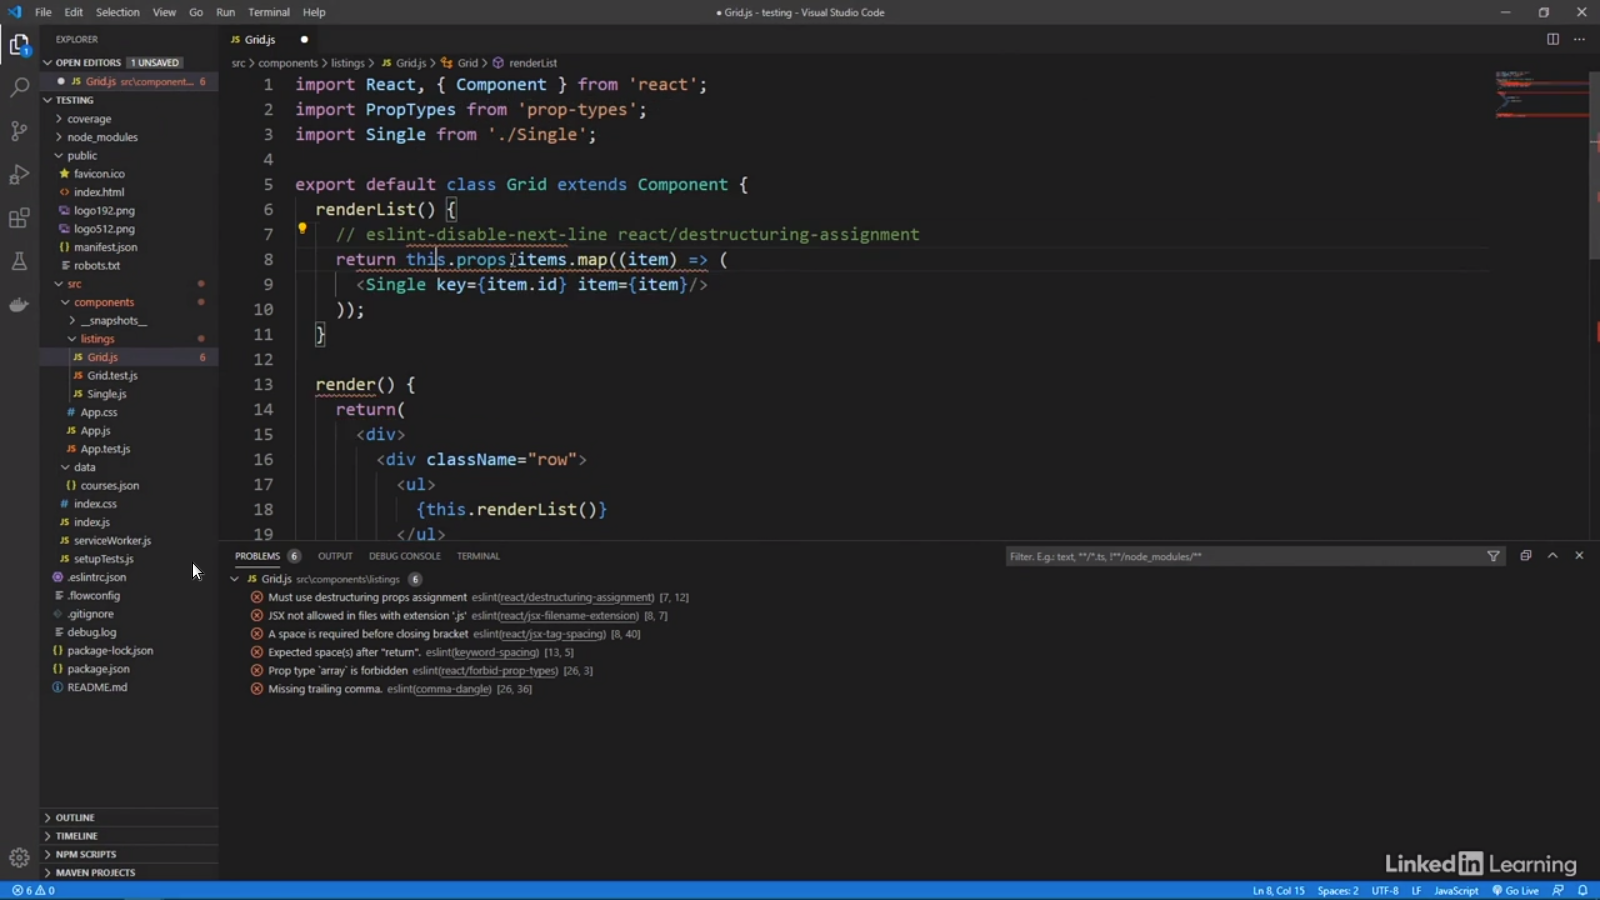 File Edit Selection View Go Run Terminal Help
● Grid.js - testing - Visual Studio Code
EXPLORER
OPEN EDITORS 1 UNSAVED
JS Grid.js src\component... 6
TESTING
coverage
node_modules
public
favicon.ico
<> index.html
logo192.png
logo512.png
manifest.json
robots.txt
src
components
__snapshots__
listings
JS Grid.js 6
JS Grid.test.js
JS Single.js
# App.css
JS App.js
JS App.test.js
data
{} courses.json
# index.css
JS index.js
JS serviceWorker.js
JS setupTests.js
.eslintrc.json
.flowconfig
.gitignore
debug.log
{} package-lock.json
{} package.json
README.md
OUTLINE
TIMELINE
NPM SCRIPTS
MAVEN PROJECTS
JS Grid.js ●
src > components > listings > JS Grid.js > Grid > renderList
1 import React, { Component } from 'react';
2 import PropTypes from 'prop-types';
3 import Single from './Single';
4
5 export default class Grid extends Component {
6 renderList() {
7 // eslint-disable-next-line react/destructuring-assignment
8 return this.props.items.map((item) => (
9 <Single key={item.id} item={item}/>
10 ));
11 }
12
13 render() {
14 return(
15 <div>
16 <div className="row">
17 <ul>
18 {this.renderList()}
19 </ul>
PROBLEMS 6 OUTPUT DEBUG CONSOLE TERMINAL
Filter. E.g.: text, **/*.ts, !**/node_modules/**
JS Grid.js src\components\listings 6
Must use destructuring props assignment eslint(react/destructuring-assignment) [7, 12]
JSX not allowed in files with extension '.js' eslint(react/jsx-filename-extension) [8, 7]
A space is required before closing bracket eslint(react/jsx-tag-spacing) [8, 40]
Expected space(s) after "return". eslint(keyword-spacing) [13, 5]
Prop type `array` is forbidden eslint(react/forbid-prop-types) [26, 3]
Missing trailing comma. eslint(comma-dangle) [26, 36]
LinkedIn Learning
6 0
Ln 8, Col 15 Spaces: 2 UTF-8 LF JavaScript Go Live